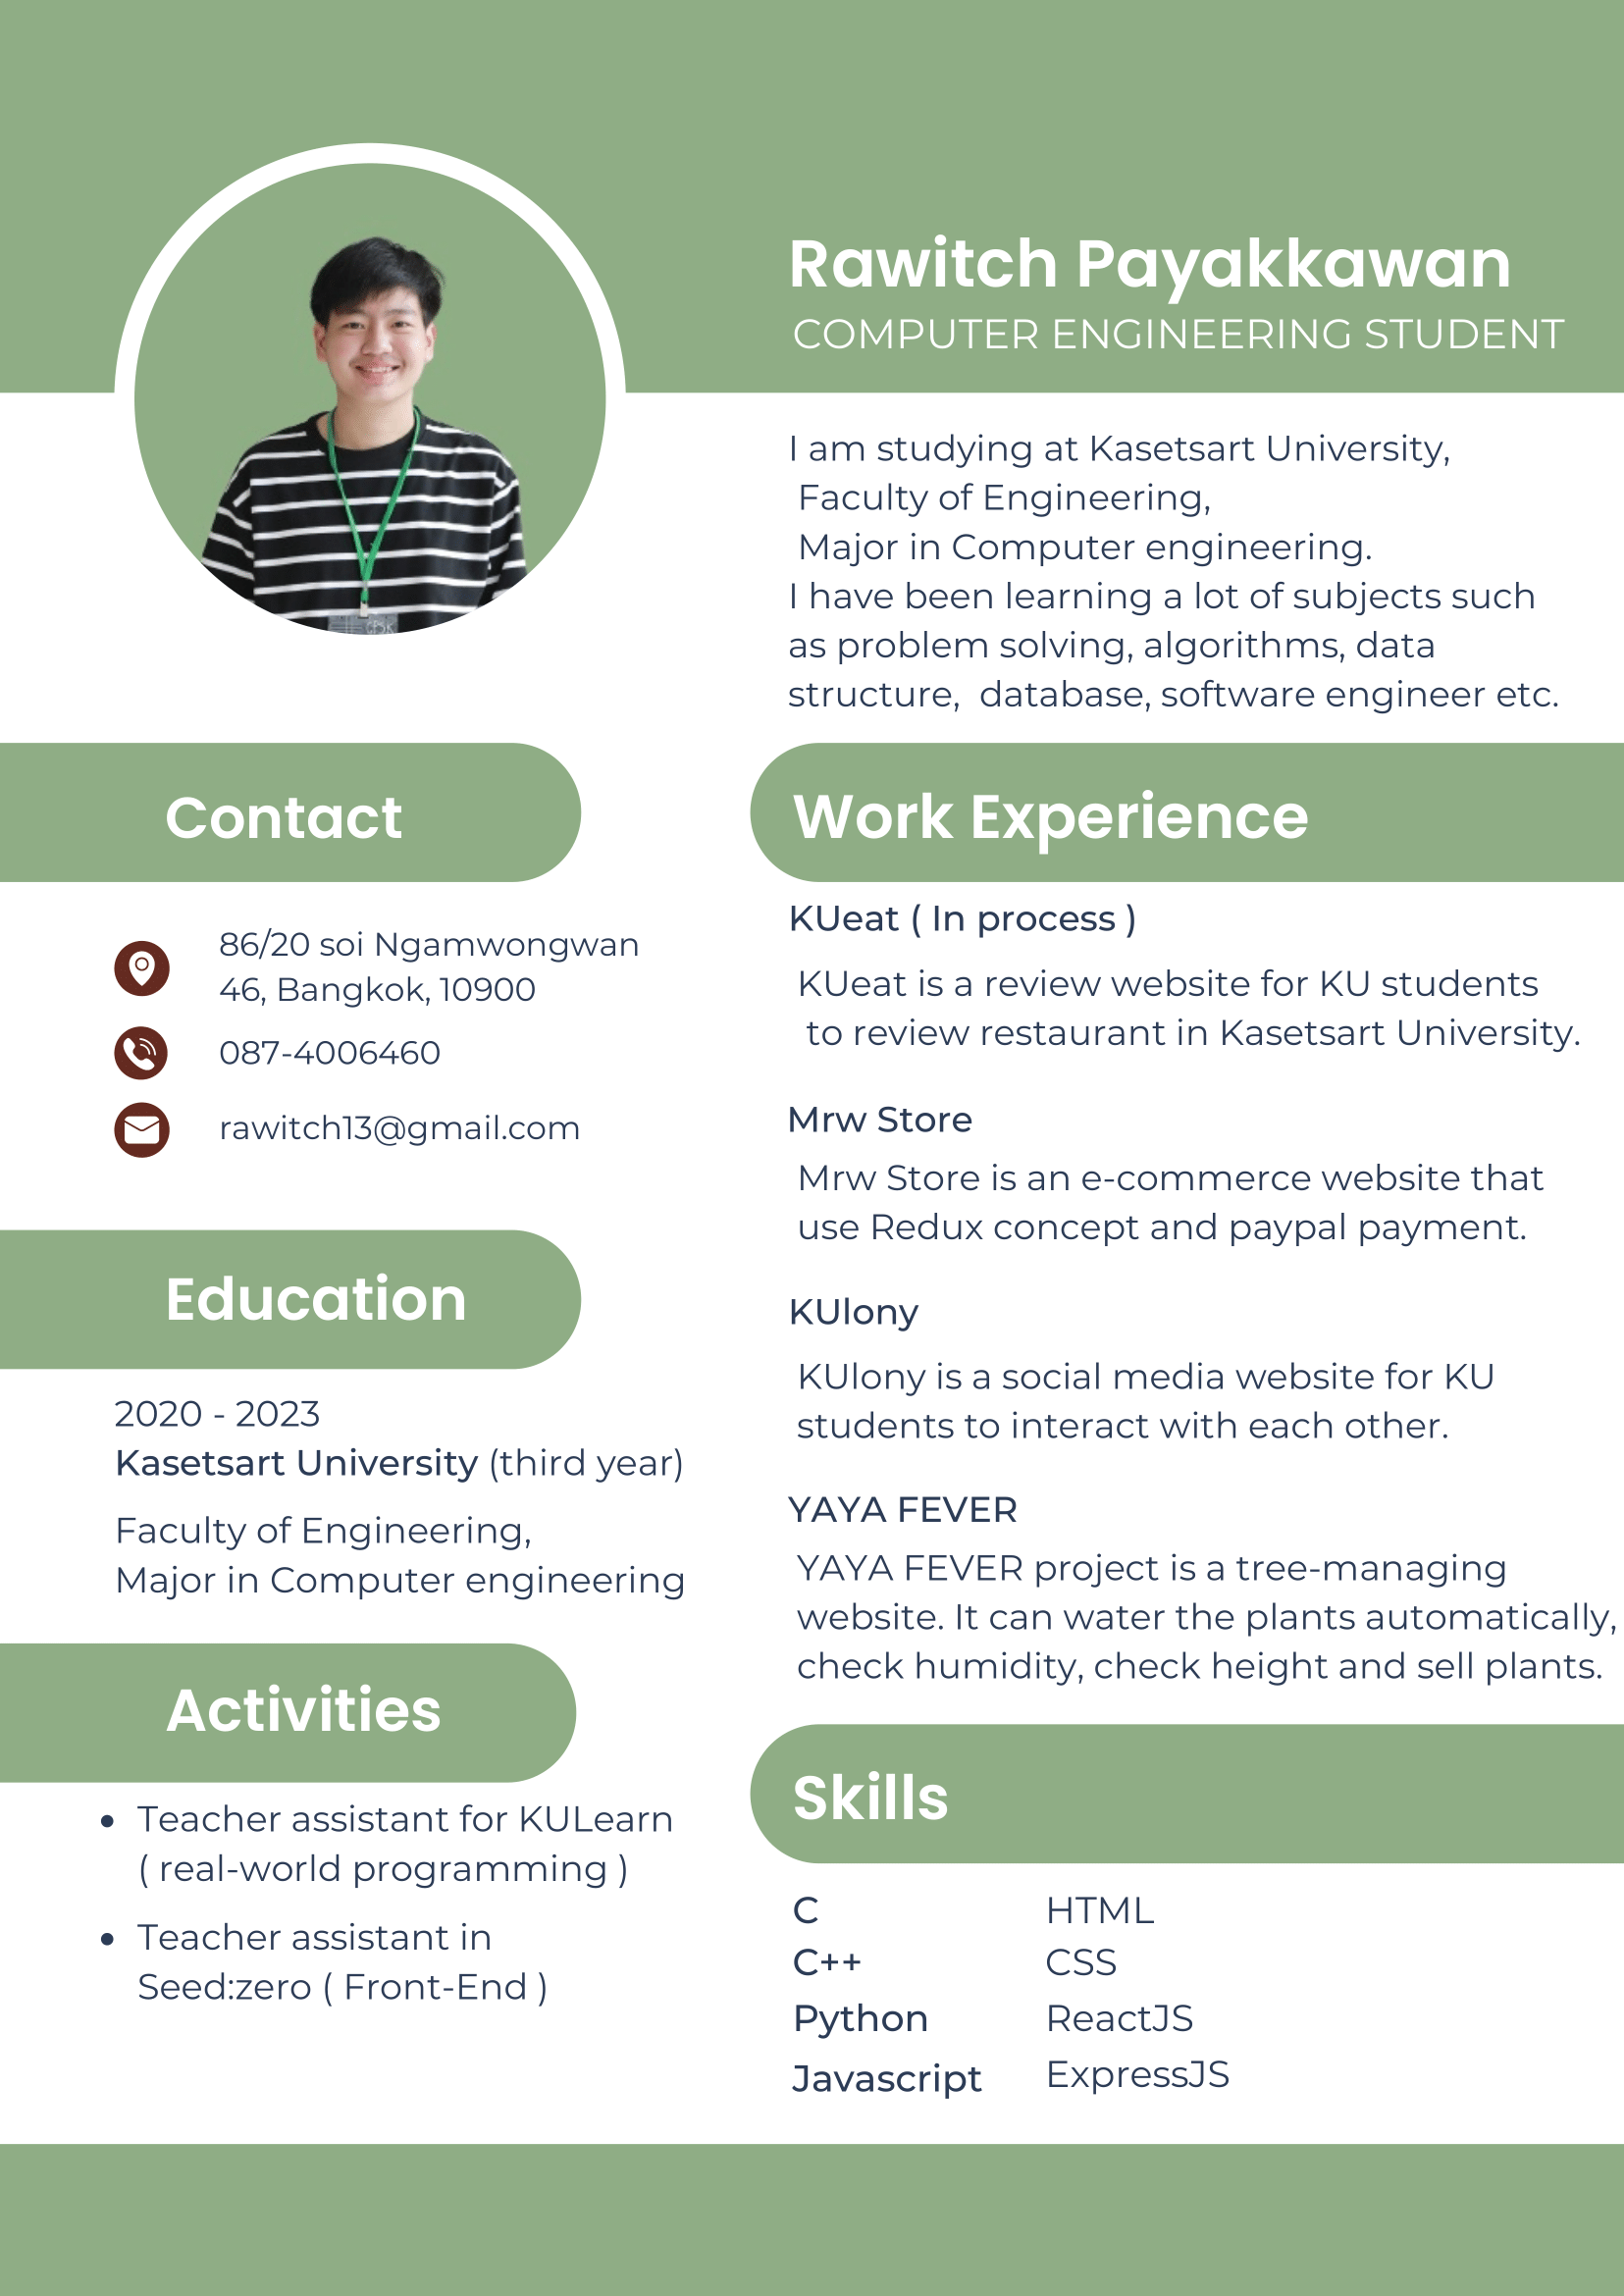 Rawitch Payakkawan
COMPUTER ENGINEERING STUDENT
I am studying at Kasetsart University,
Faculty of Engineering,
Major in Computer engineering.
I have been learning a lot of subjects such
as problem solving, algorithms, data
structure,  database, software engineer etc.
Contact
86/20 soi Ngamwongwan
46, Bangkok, 10900
087-4006460
rawitch13@gmail.com
Education
2020 - 2023
Kasetsart University (third year)
Faculty of Engineering,
Major in Computer engineering
Activities
• Teacher assistant for KULearn
( real-world programming )
• Teacher assistant in
Seed:zero ( Front-End )
Work Experience
KUeat ( In process )
KUeat is a review website for KU students
to review restaurant in Kasetsart University.
Mrw Store
Mrw Store is an e-commerce website that
use Redux concept and paypal payment.
KUlony
KUlony is a social media website for KU
students to interact with each other.
YAYA FEVER
YAYA FEVER project is a tree-managing
website. It can water the plants automatically,
check humidity, check height and sell plants.
Skills
C
C++
Python
Javascript
HTML
CSS
ReactJS
ExpressJS